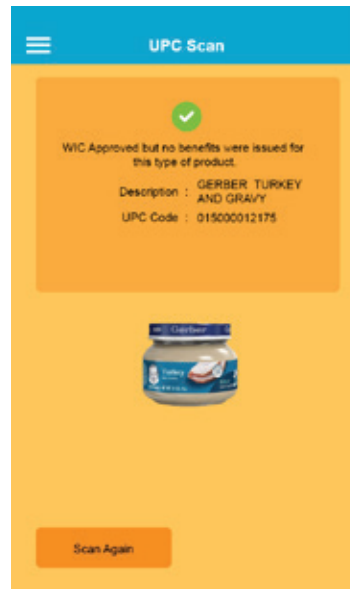 UPC Scan
WIC Approved but no benefits were issued for
this type of product.
Description : GERBER TURKEY
AND GRAVY
UPC Code : 015000012175
Gerber
Turkey
Scan Again